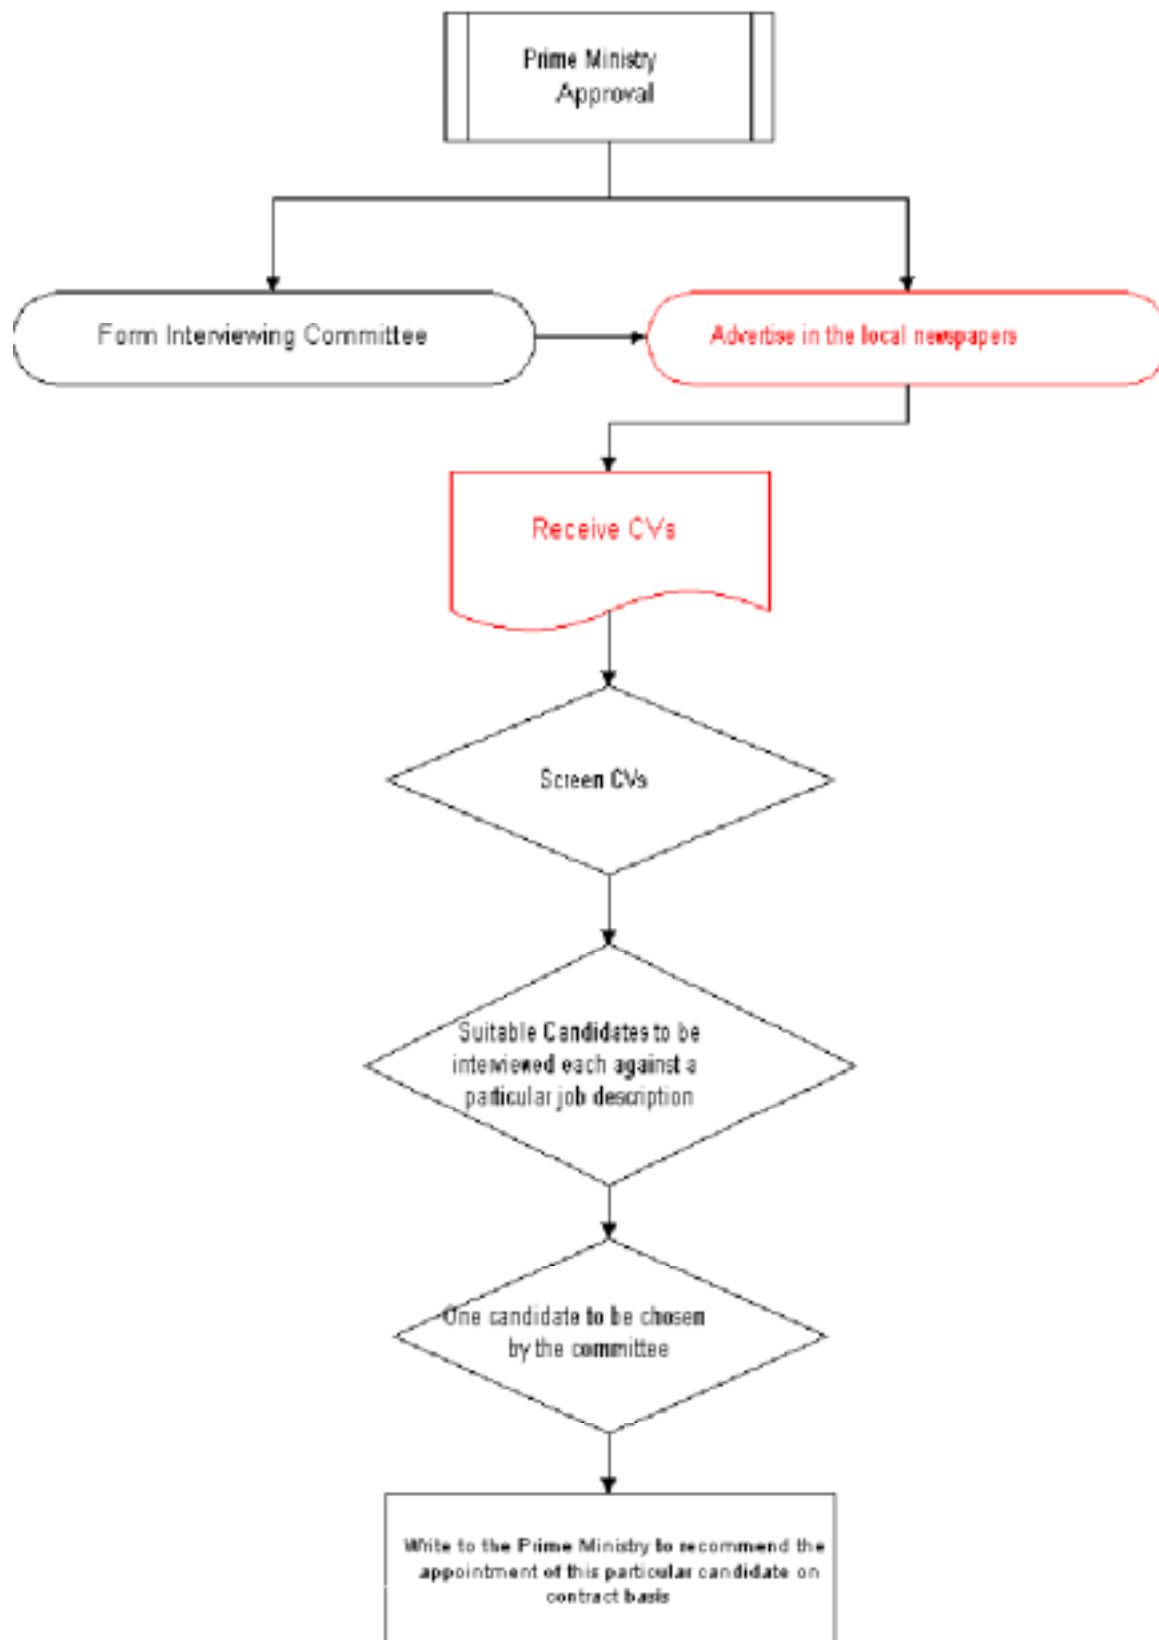 Prime Ministry
Approval
Form Interviewing Committee
Advertise in the local newspapers
Receive CVs
Screen CVs
Suitable Candidates to be
interviewed each against a
particular job description
One candidate to be chosen
by the committee
Write to the Prime Ministry to recommend the
appointment of this particular candidate on
contract basis